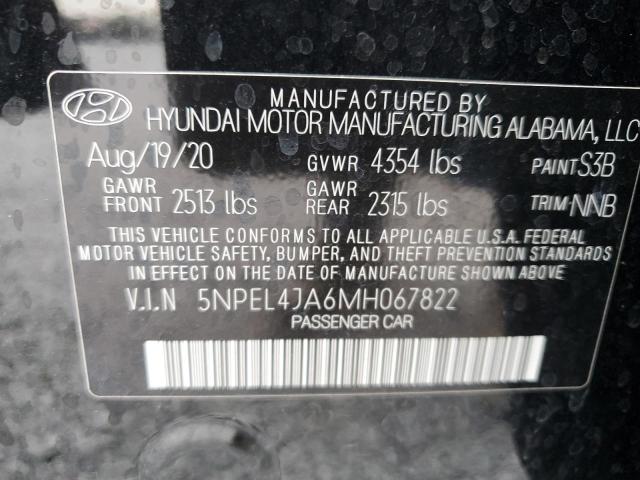 MANUFACTURED BY
HYUNDAI MOTOR MANUFACTURING ALABAMA, LLC
Aug/19/20 GVWR 4354 lbs PAINT S3B
GAWR FRONT 2513 lbs GAWR REAR 2315 lbs TRIM NNB
THIS VEHICLE CONFORMS TO ALL APPLICABLE U.S.A. FEDERAL
MOTOR VEHICLE SAFETY, BUMPER, AND THEFT PREVENTION STANDARDS
IN EFFECT ON THE DATE OF MANUFACTURE SHOWN ABOVE
V.I.N 5NPEL4JA6MH067822
PASSENGER CAR